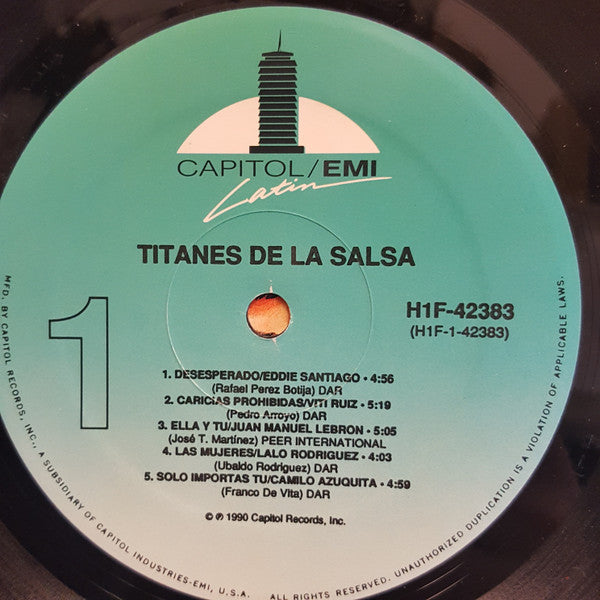 CAPITOL/EMI
Latin
TITANES DE LA SALSA
1
H1F-42383
(H1F-1-42383)
1. DESESPERADO/EDDIE SANTIAGO • 4:56
(Rafael Perez Botija) DAR
2. CARICIAS PROHIBIDAS/VITI RUIZ • 5:19
(Pedro Arroyo) DAR
3. ELLA Y TU/JUAN MANUEL LEBRON • 5:05
(José T. Martínez) PEER INTERNATIONAL
4. LAS MUJERES/LALO RODRIGUEZ • 4:03
(Ubaldo Rodriguez) DAR
5. SOLO IMPORTAS TU/CAMILO AZUQUITA • 4:59
(Franco De Vita) DAR
© ℗ 1990 Capitol Records, Inc.
MFD. BY CAPITOL RECORDS, INC., A SUBSIDIARY OF CAPITOL INDUSTRIES-EMI, U.S.A. ALL RIGHTS RESERVED. UNAUTHORIZED DUPLICATION IS A VIOLATION OF APPLICABLE LAWS.